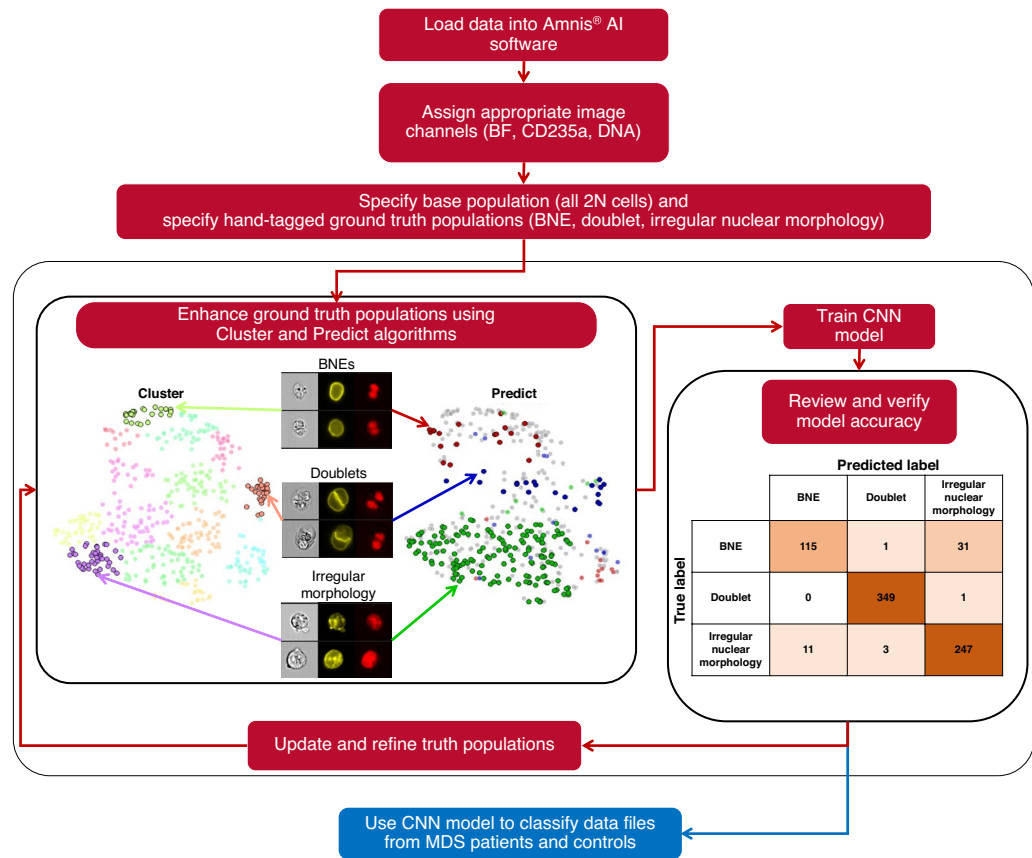 Load data into Amnis® AI
software
Assign appropriate image
channels (BF, CD235a, DNA)
Specify base population (all 2N cells) and
specify hand-tagged ground truth populations (BNE, doublet, irregular nuclear morphology)
Enhance ground truth populations using
Cluster and Predict algorithms
BNEs
Cluster
Predict
Doublets
Irregular
morphology
Train CNN
model
Review and verify
model accuracy
Predicted label
BNE
Doublet
Irregular
nuclear
morphology
True label
BNE
115
1
31
Doublet
0
349
1
Irregular
nuclear
morphology
11
3
247
Update and refine truth populations
Use CNN model to classify data files
from MDS patients and controls